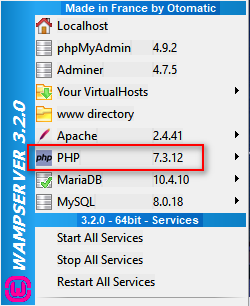 Made in France by Otomatic
Localhost
phpMyAdmin 4.9.2
Adminer 4.7.5
Your VirtualHosts
www directory
Apache 2.4.41
php PHP 7.3.12
MariaDB 10.4.10
MySQL 8.0.18
3.2.0 - 64bit - Services
Start All Services
Stop All Services
Restart All Services
WAMPSERVER 3.2.0